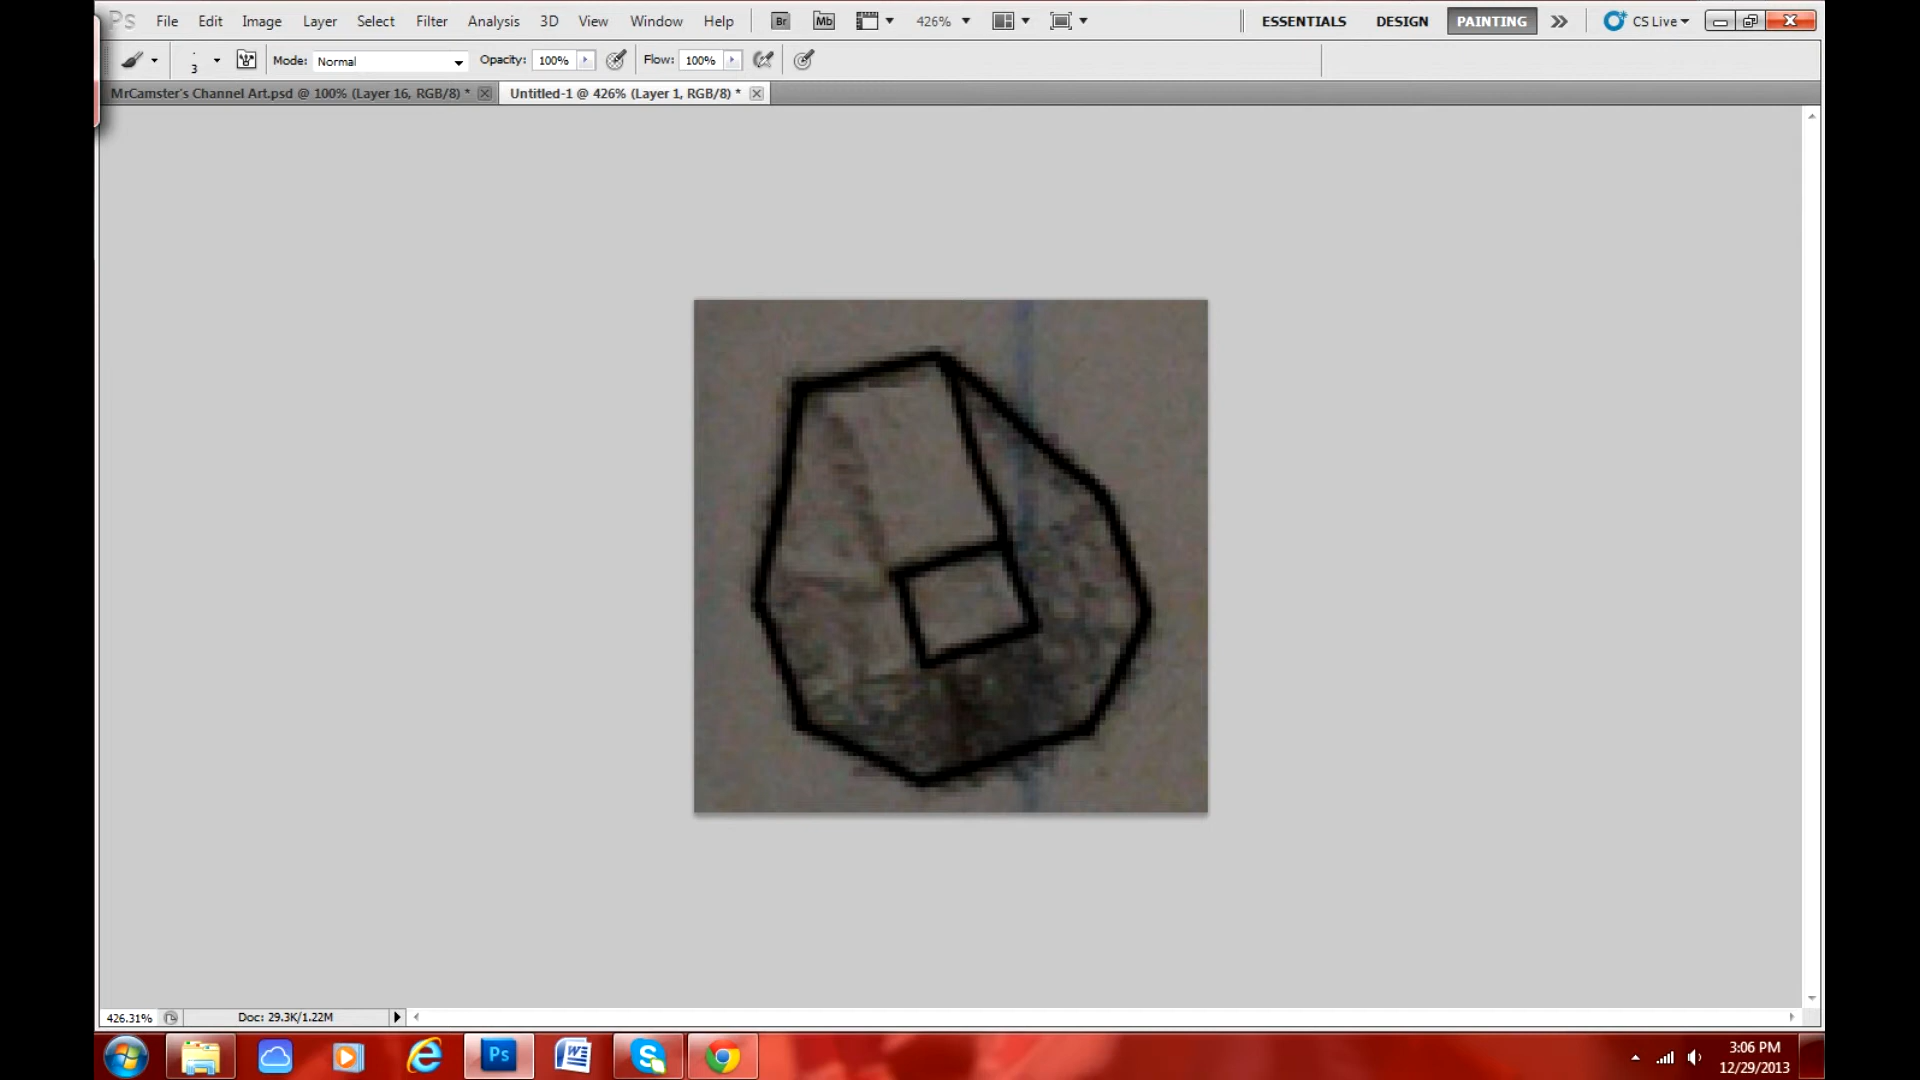 Ps File Edit Image Layer Select Filter Analysis 3D View Window Help Br Mb 426% ESSENTIALS DESIGN PAINTING CS Live
3 Mode: Normal Opacity: 100% Flow: 100%
MrCamster's Channel Art.psd @ 100% (Layer 16, RGB/8) * Untitled-1 @ 426% (Layer 1, RGB/8) *
426.31% Doc: 29.3K/1.22M
Ps W S 3:06 PM
12/29/2013